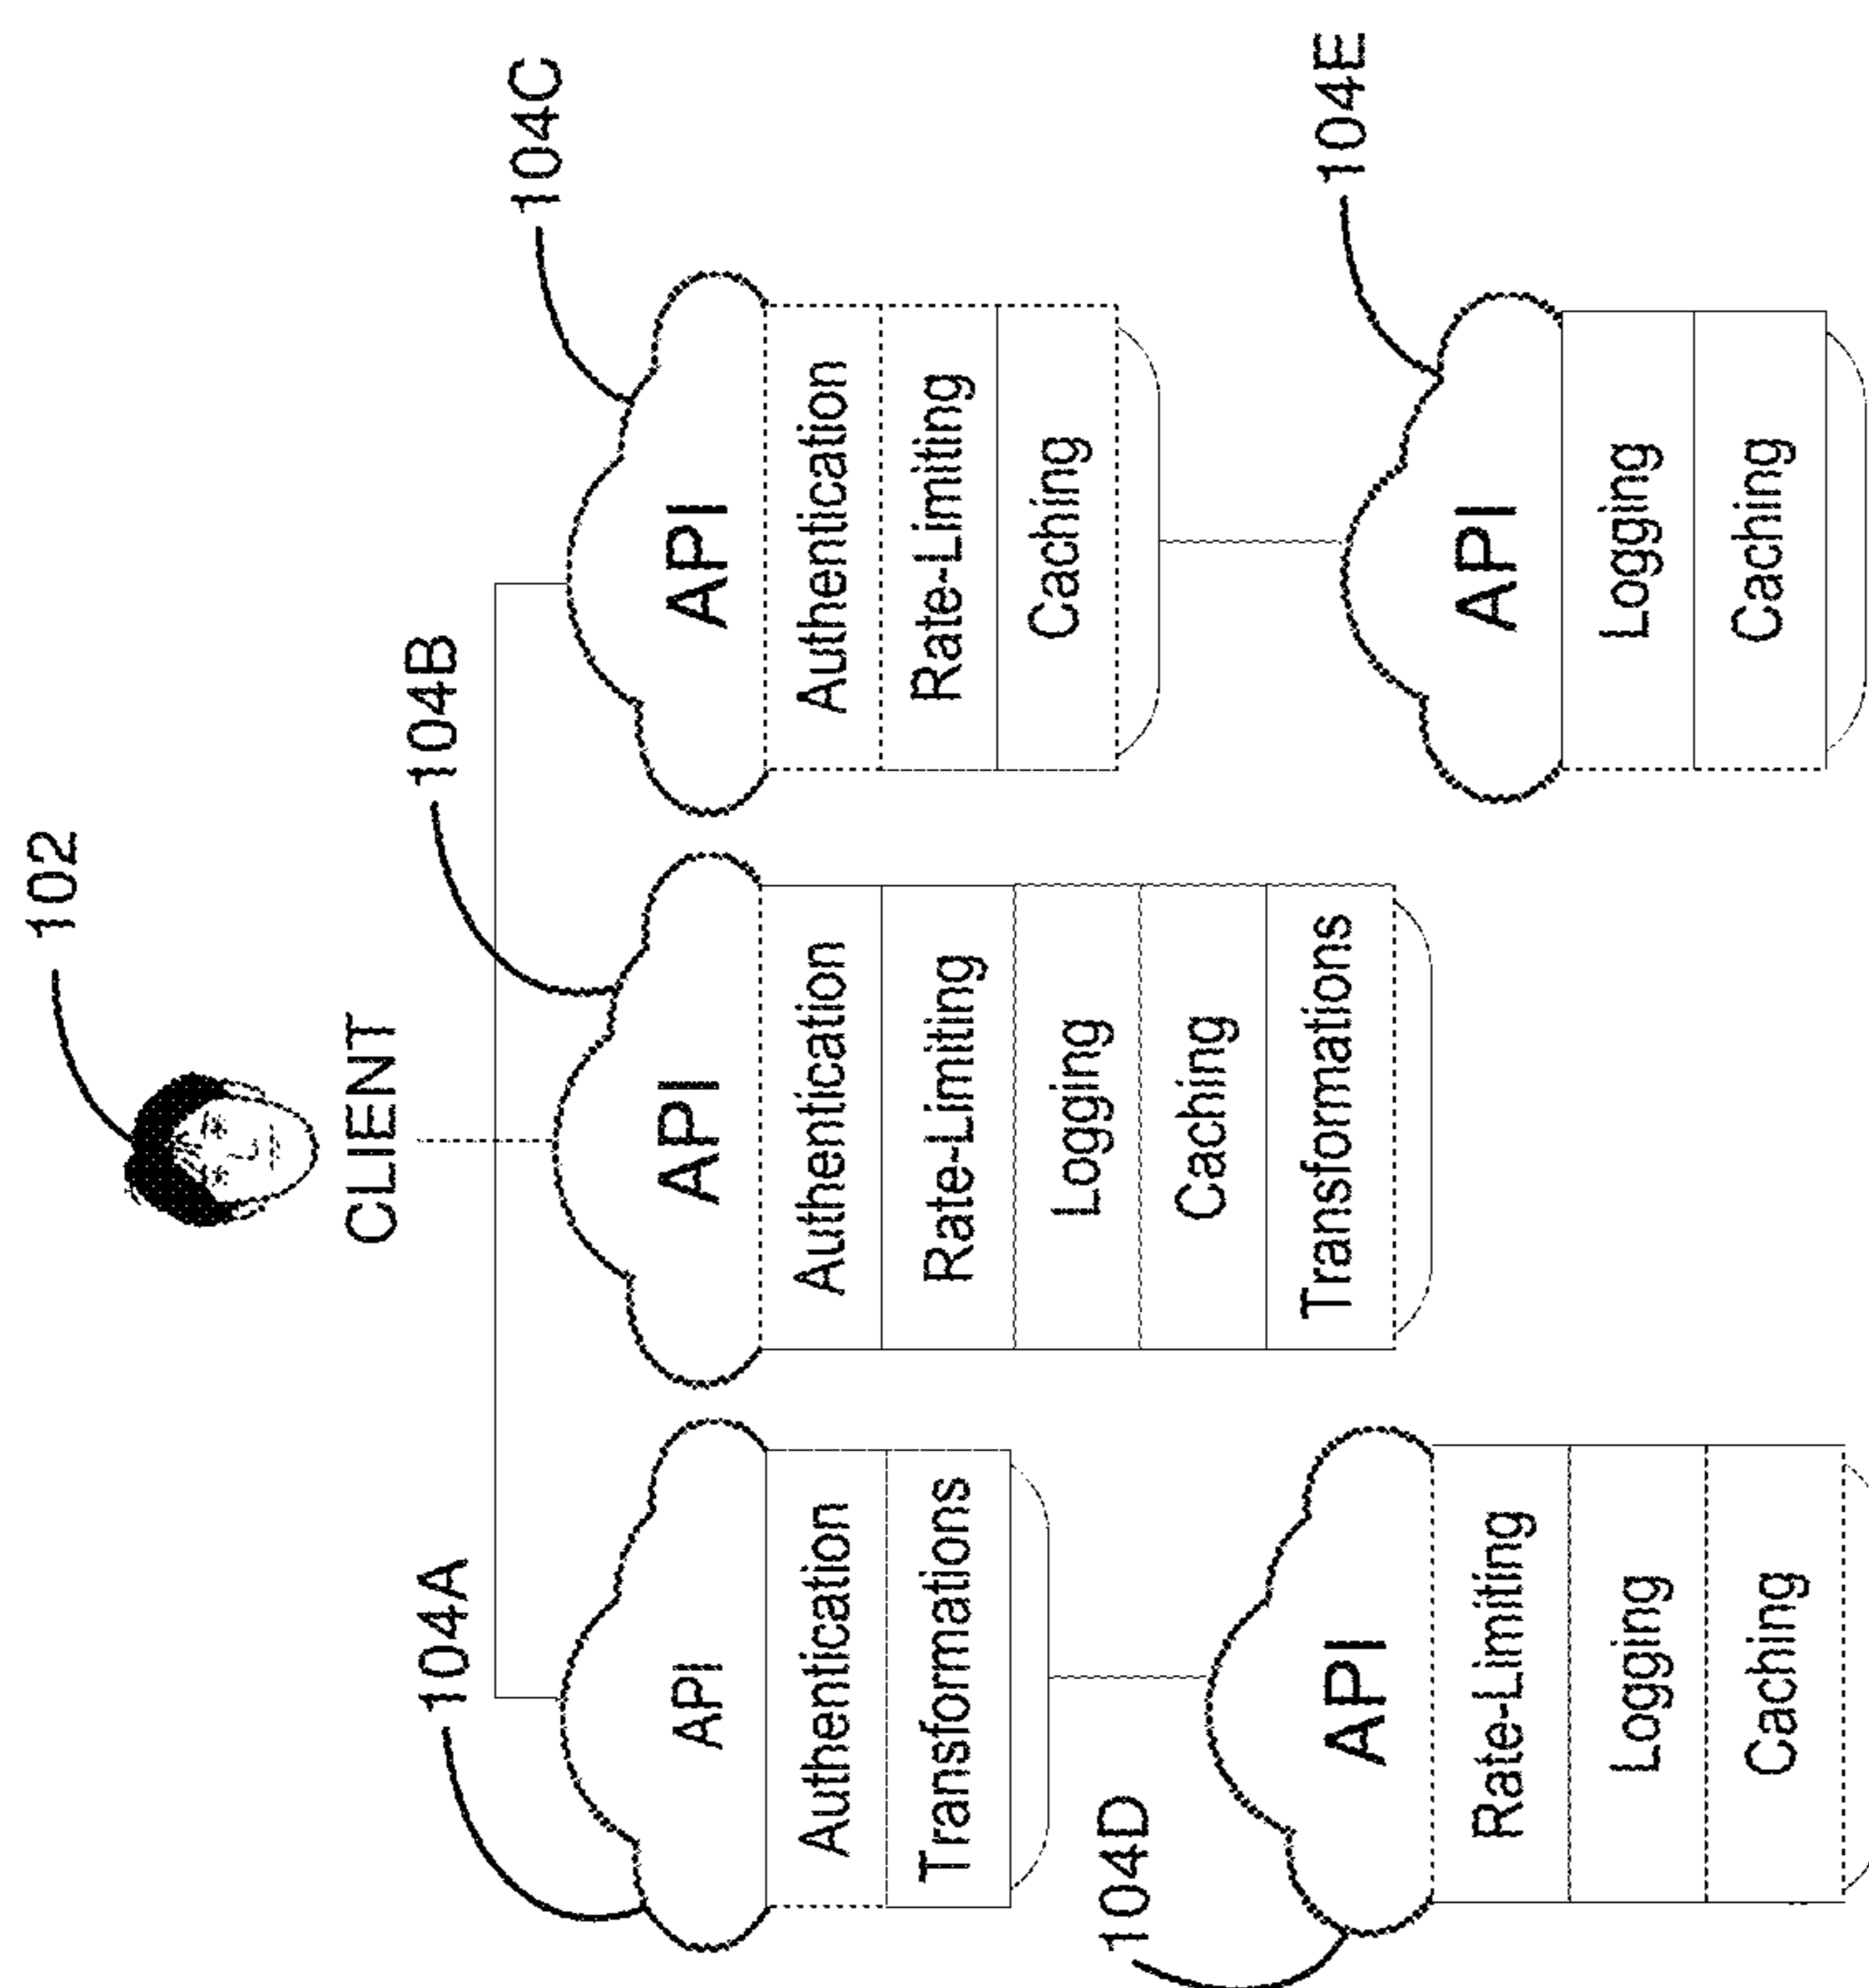 102
CLIENT
104A
104B
104C
API
Authentication
Transformations
API
Authentication
Rate-Limiting
Logging
Caching
Transformations
API
Authentication
Rate-Limiting
Caching
104D
API
Rate-Limiting
Logging
Caching
104E
API
Logging
Caching